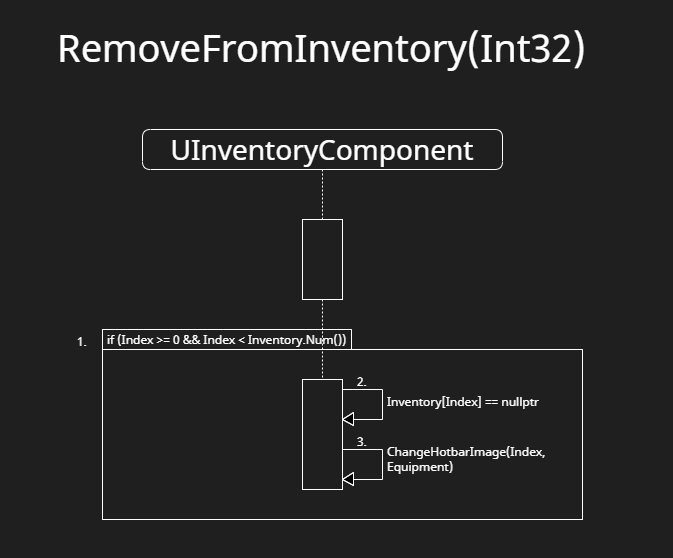 RemoveFromInventory(Int32)
UInventoryComponent
1.
if (Index >= 0 && Index < Inventory.Num())
2.
Inventory[Index] == nullptr
3.
ChangeHotbarImage(Index,
Equipment)